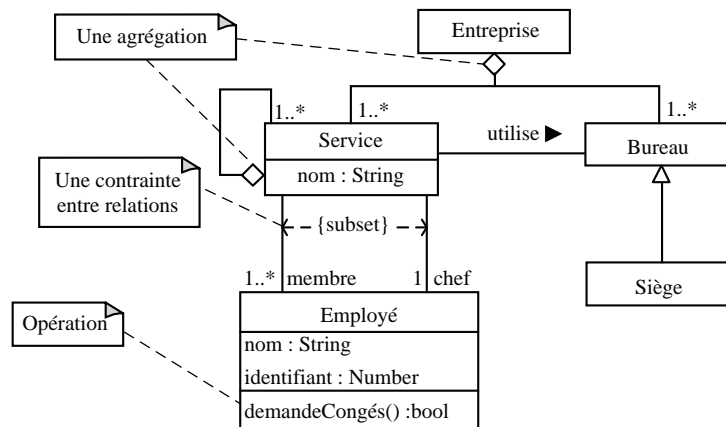 Une agrégation
Entreprise
1..*
1..*
1..*
Service
nom : String
utilise ►
Bureau
Une contrainte
entre relations
{subset}
1..*
membre
1
chef
Siège
Opération
Employé
nom : String
identifiant : Number
demandeCongés() :bool